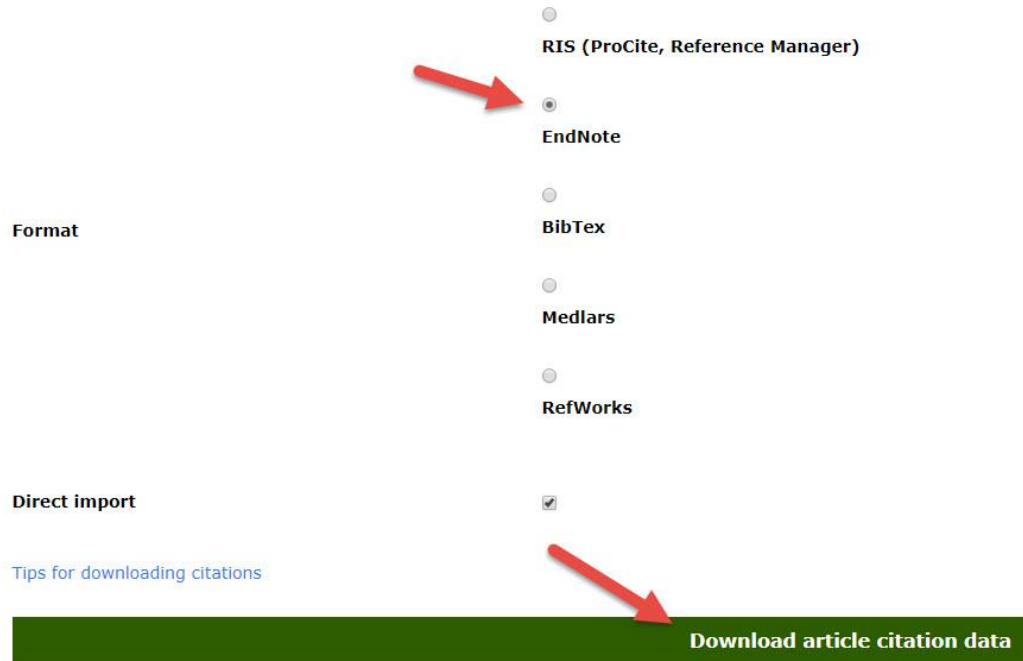 RIS (ProCite, Reference Manager)
EndNote
Format
BibTex
Medlars
RefWorks
Direct import
Tips for downloading citations
Download article citation data